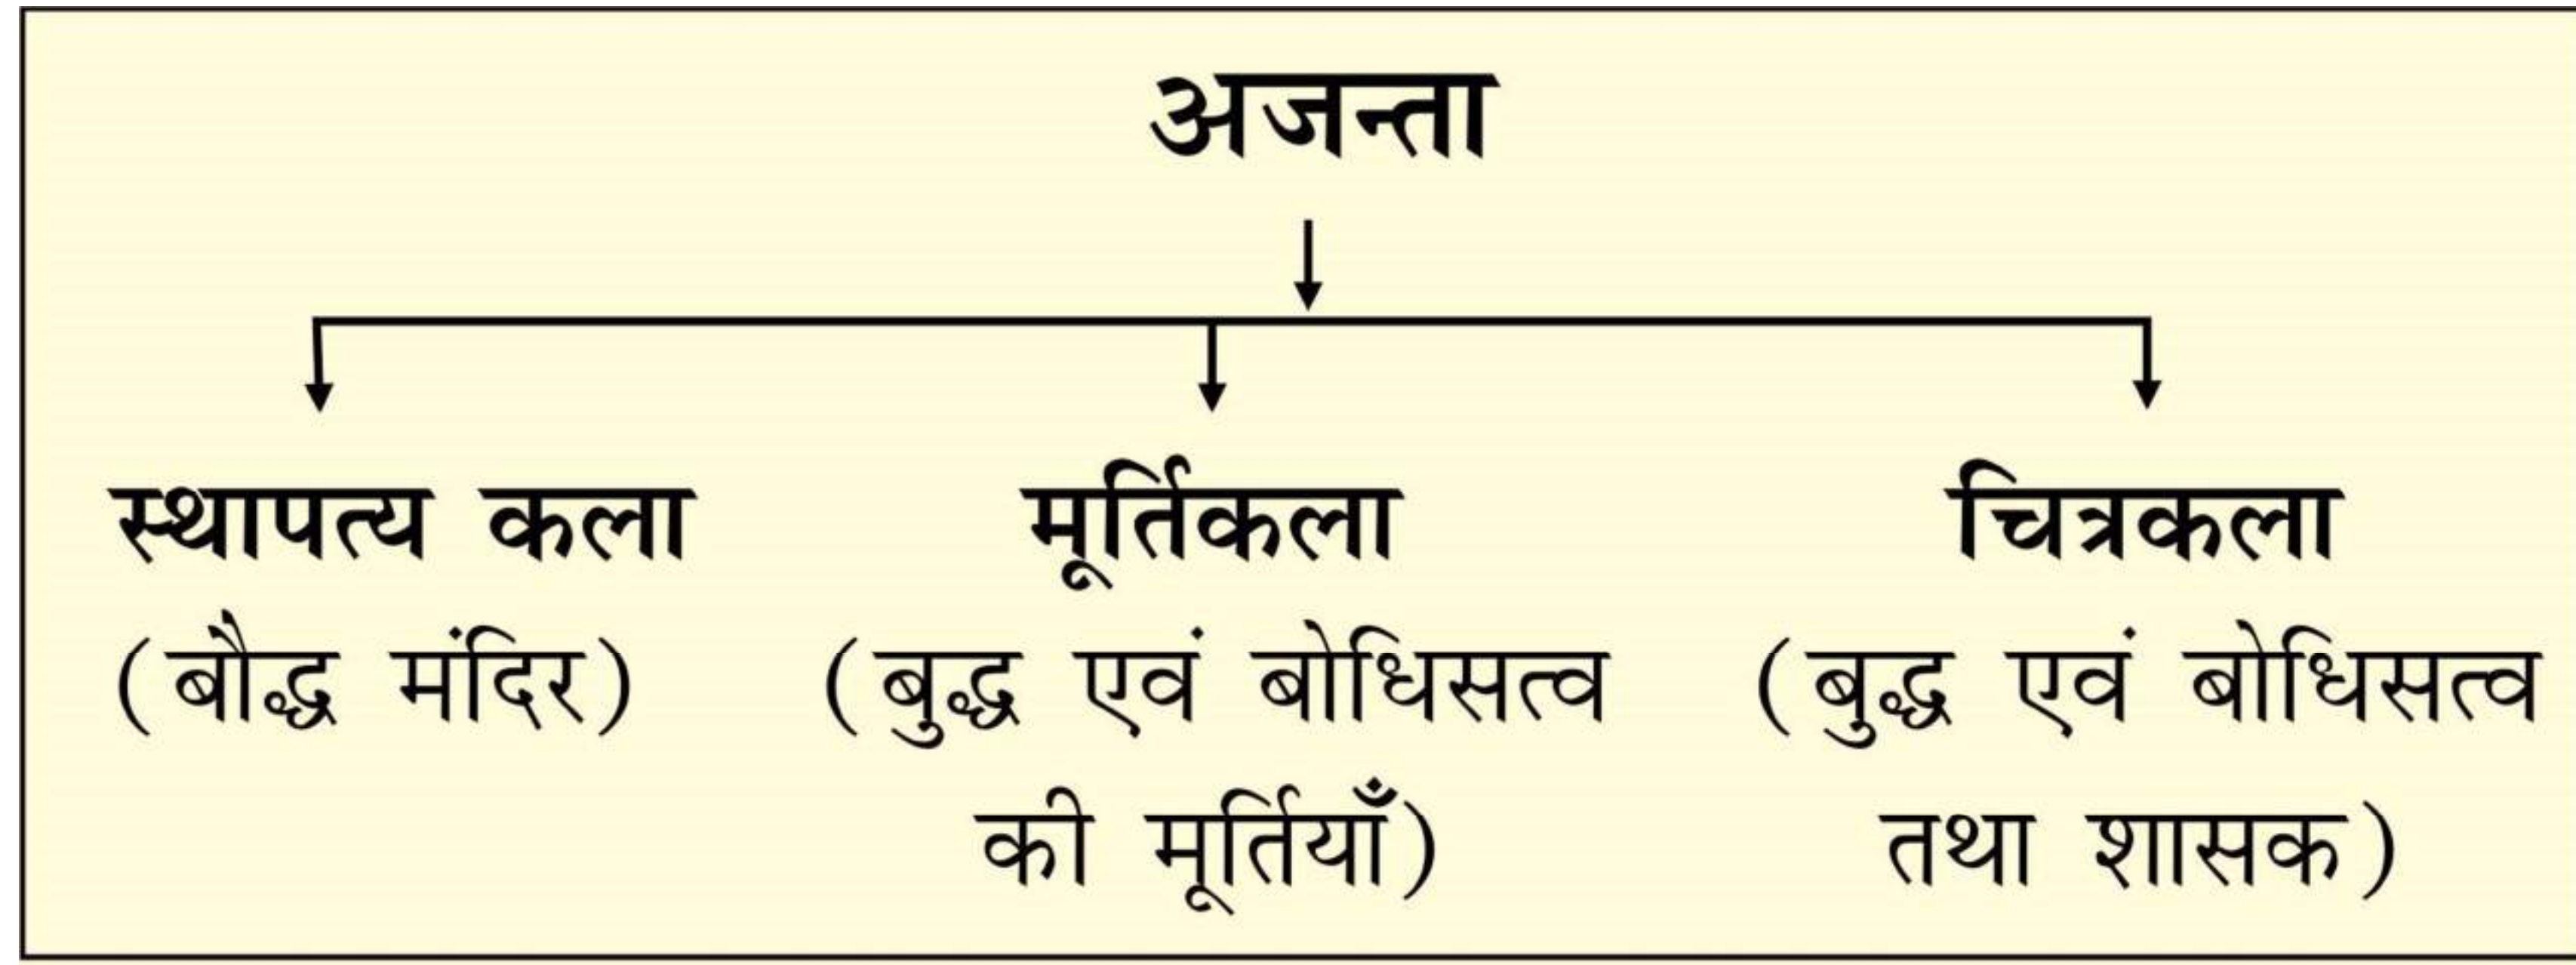 अजन्ता
स्थापत्य कला
(बौद्ध मंदिर)
मूर्तिकला
(बुद्ध एवं बोधिसत्व
की मूर्तियाँ)
चित्रकला
(बुद्ध एवं बोधिसत्व
तथा शासक)